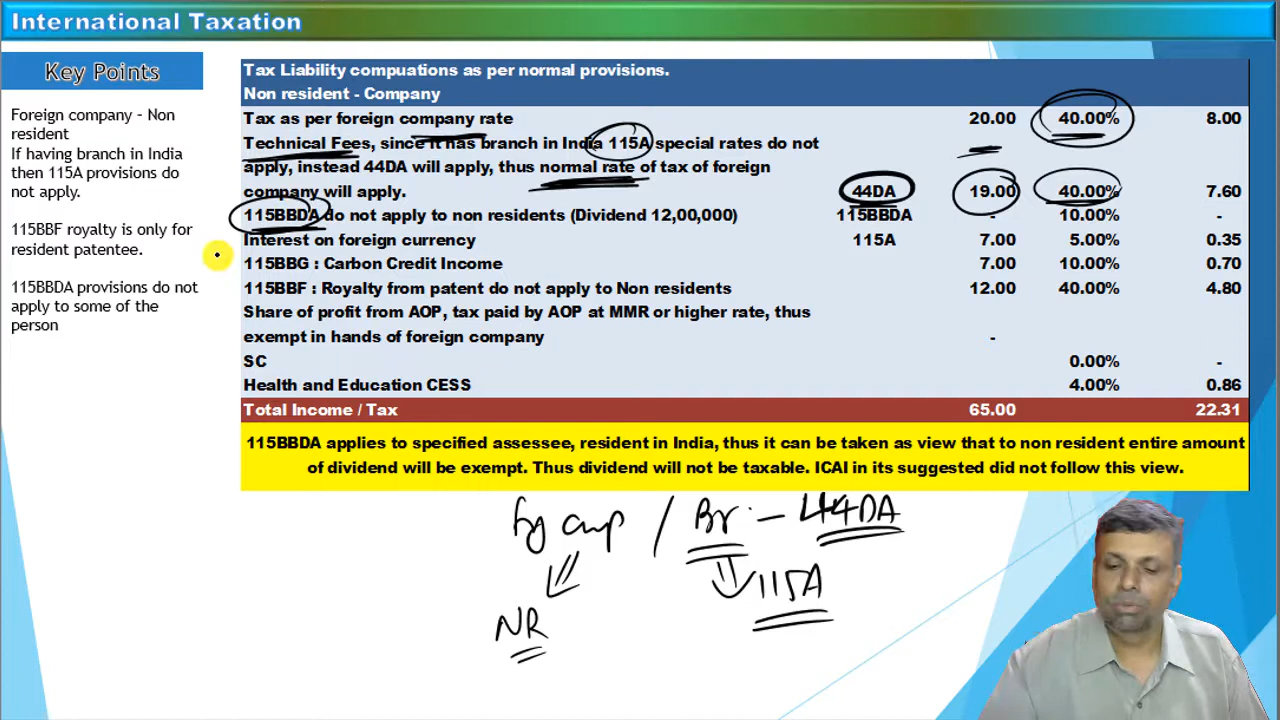 International Taxation
Key Points
Foreign company - Non
resident
If having branch in India
then 115A provisions do
not apply.
115BBF royalty is only for
resident patentee.
115BBDA provisions do not
apply to some of the
person
Tax Liability compuations as per normal provisions.
Non resident - Company
Tax as per foreign company rate 20.00 40.00% 8.00
Technical Fees, since it has branch in India 115A special rates do not
apply, instead 44DA will apply, thus normal rate of tax of foreign
company will apply. 44DA 19.00 40.00% 7.60
115BBDA do not apply to non residents (Dividend 12,00,000) 115BBDA - 10.00% -
Interest on foreign currency 115A 7.00 5.00% 0.35
115BBG : Carbon Credit Income 7.00 10.00% 0.70
115BBF : Royalty from patent do not apply to Non residents 12.00 40.00% 4.80
Share of profit from AOP, tax paid by AOP at MMR or higher rate, thus
exempt in hands of foreign company -
SC 0.00% -
Health and Education CESS 4.00% 0.86
Total Income / Tax 65.00 22.31
115BBDA applies to specified assessee, resident in India, thus it can be taken as view that to non resident entire amount
of dividend will be exempt. Thus dividend will not be taxable. ICAI in its suggested did not follow this view.
/ Br. - 44DA
115A
NR